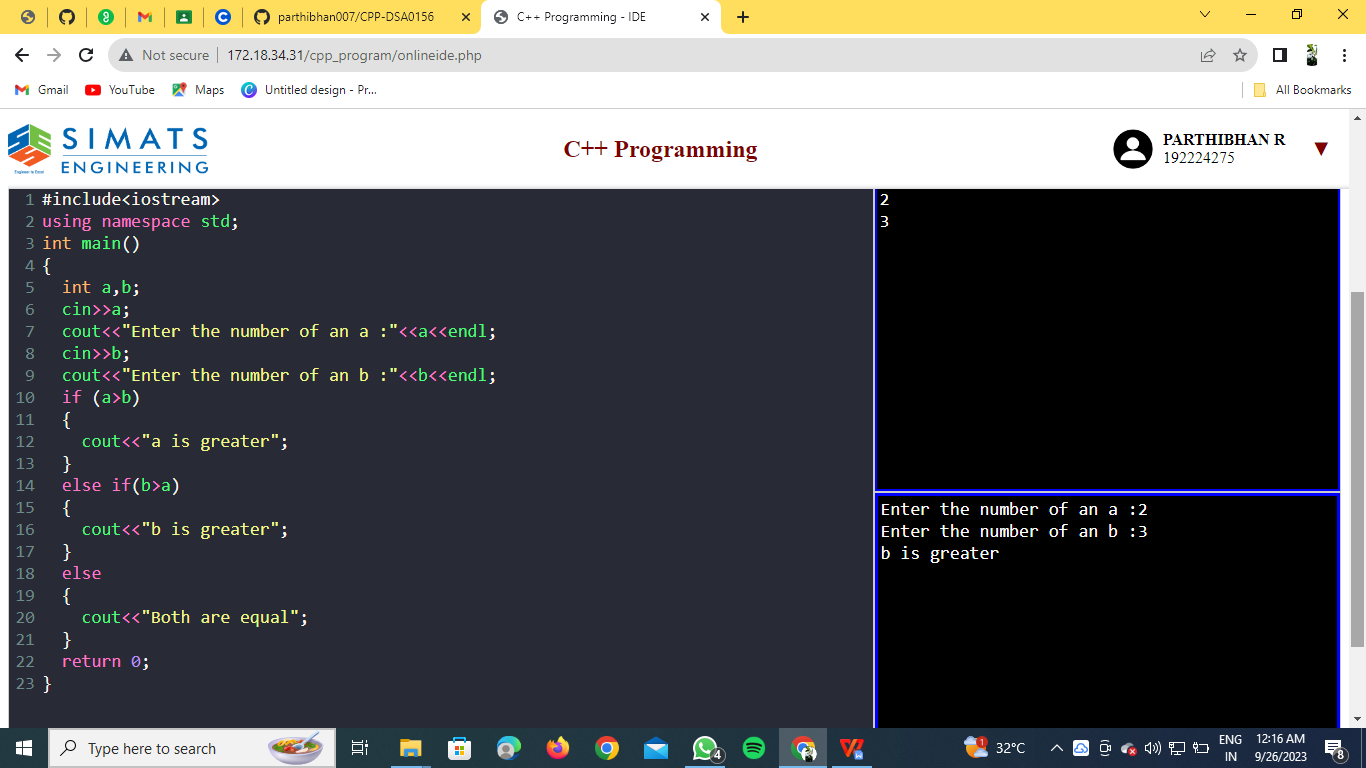 parthibhan007/CPP-DSA0156
C++ Programming - IDE
Not secure
172.18.34.31/cpp_program/onlineide.php
Gmail
YouTube
Maps
Untitled design - Pr...
All Bookmarks
SIMATS
ENGINEERING
Engineer to Excel
C++ Programming
PARTHIBHAN R
192224275
1 #include<iostream>
2 using namespace std;
3 int main()
4 {
5   int a,b;
6   cin>>a;
7   cout<<"Enter the number of an a :"<<a<<endl;
8   cin>>b;
9   cout<<"Enter the number of an b :"<<b<<endl;
10   if (a>b)
11   {
12     cout<<"a is greater";
13   }
14   else if(b>a)
15   {
16     cout<<"b is greater";
17   }
18   else
19   {
20     cout<<"Both are equal";
21   }
22   return 0;
23 }
2
3
Enter the number of an a :2
Enter the number of an b :3
b is greater
Type here to search
4
1
32°C
ENG
IN
12:16 AM
9/26/2023
8